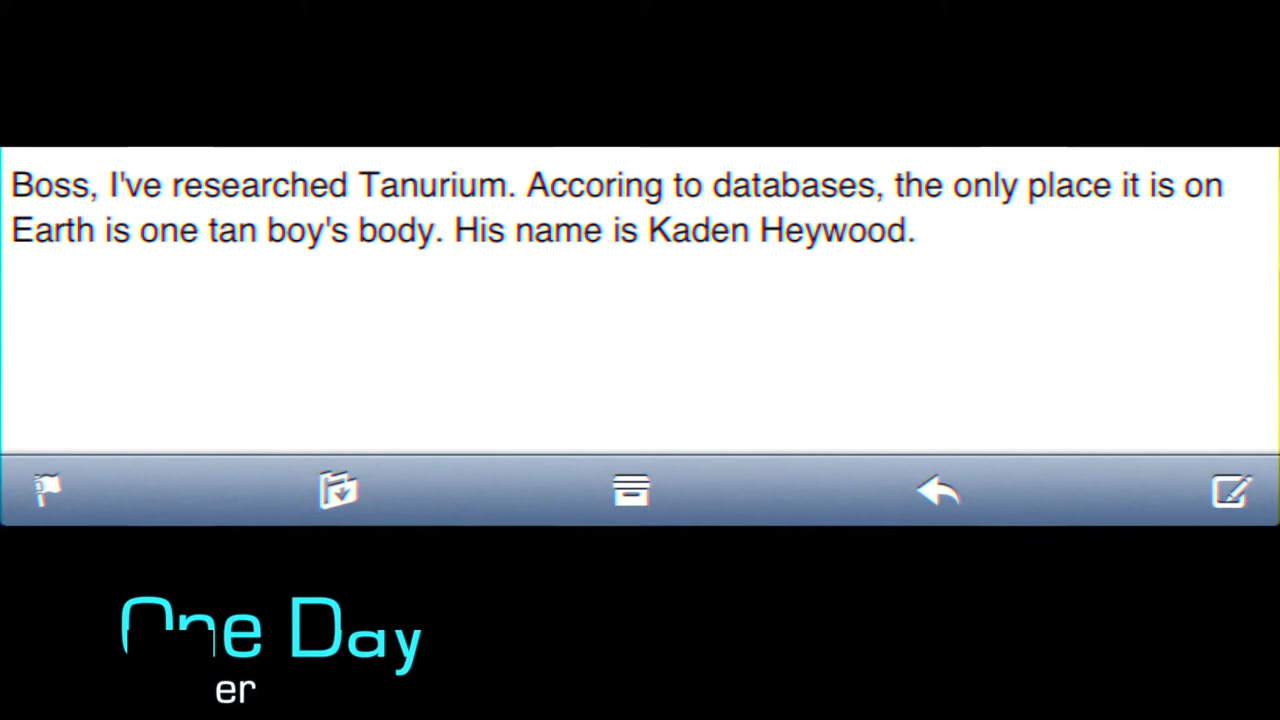 Boss, I've researched Tanurium. Accoring to databases, the only place it is on
Earth is one tan boy's body. His name is Kaden Heywood.
One Day
er